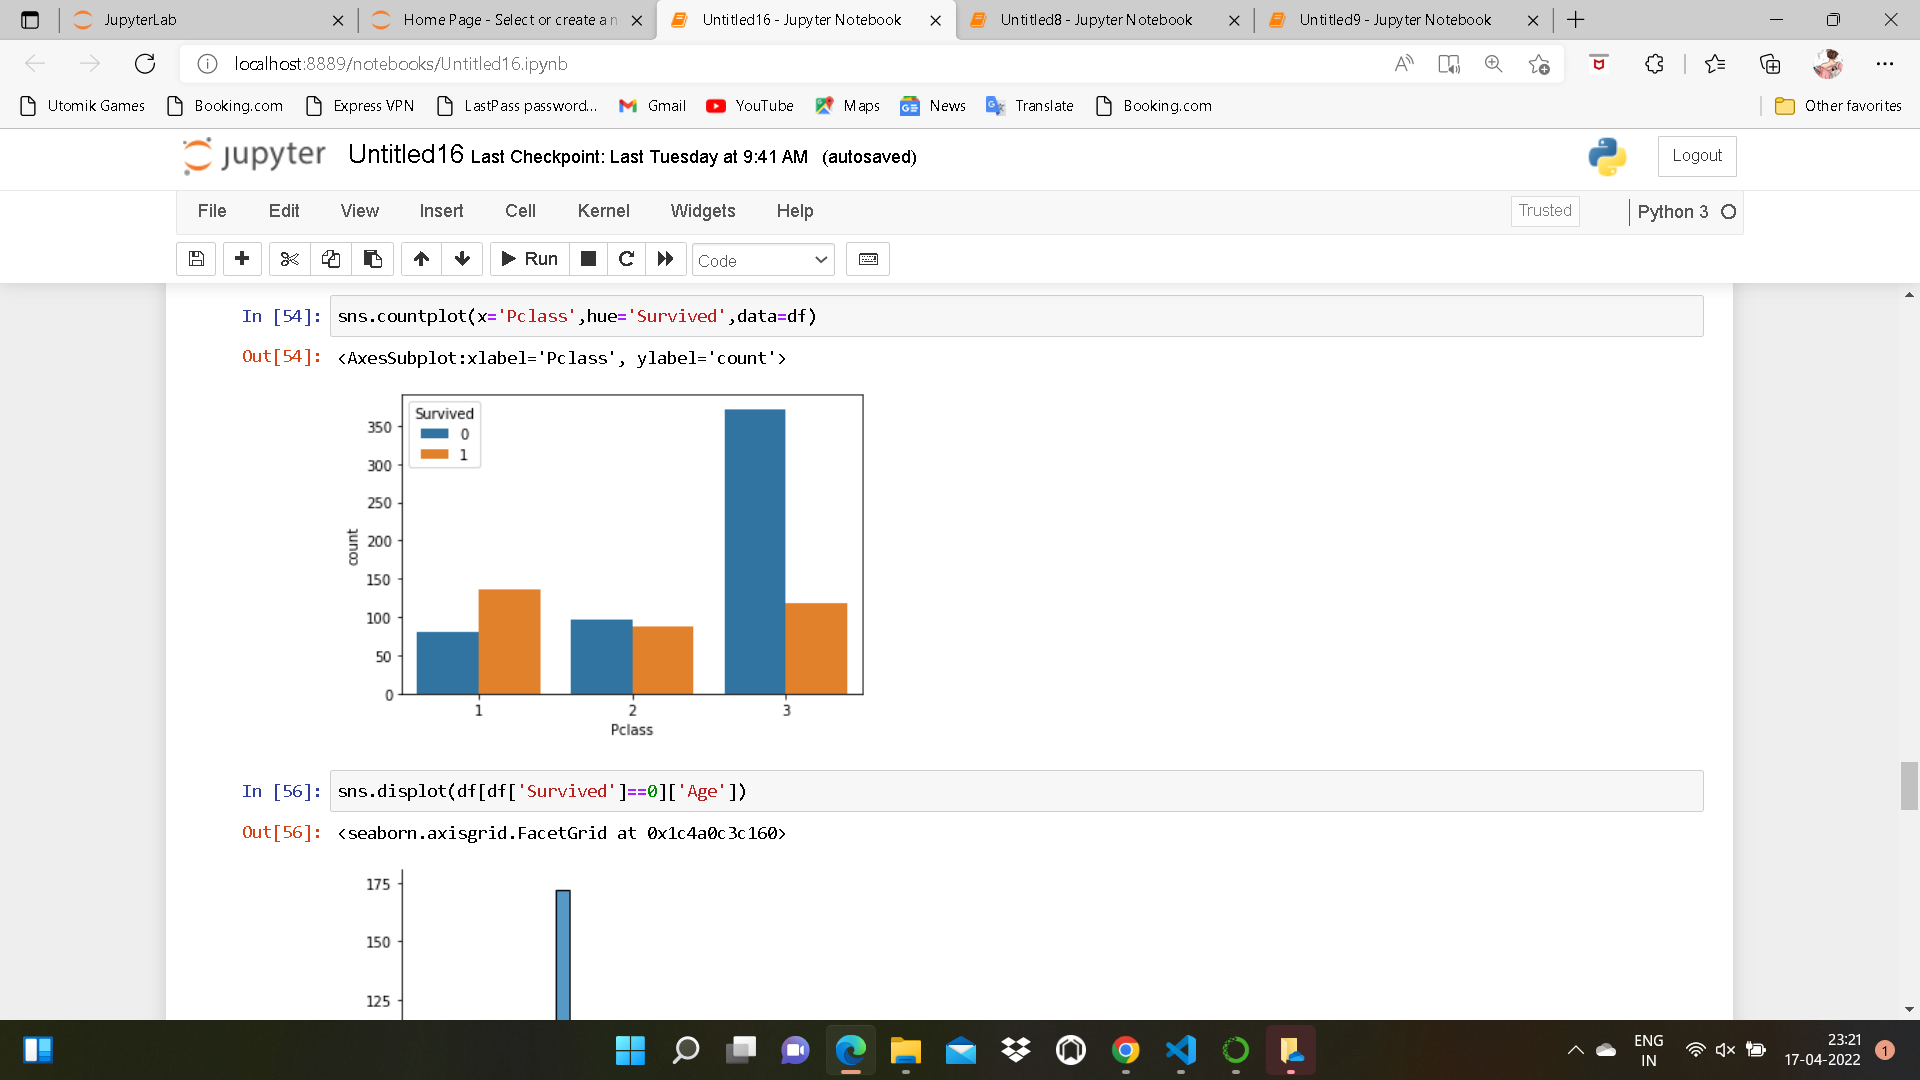 JupyterLab
Home Page - Select or create a n
Untitled16 - Jupyter Notebook
Untitled8 - Jupyter Notebook
Untitled9 - Jupyter Notebook
localhost:8889/notebooks/Untitled16.ipynb
Utomik Games
Booking.com
Express VPN
LastPass password...
Gmail
YouTube
Maps
News
Translate
Booking.com
Other favorites
jupyter Untitled16 Last Checkpoint: Last Tuesday at 9:41 AM (autosaved)
Logout
File Edit View Insert Cell Kernel Widgets Help
Trusted
Python 3
Run
Code
In [54]: sns.countplot(x='Pclass',hue='Survived',data=df)
Out[54]: <AxesSubplot:xlabel='Pclass', ylabel='count'>
Survived
0
1
350
300
250
200
150
100
50
0
count
1 2 3
Pclass
In [56]: sns.displot(df[df['Survived']==0]['Age'])
Out[56]: <seaborn.axisgrid.FacetGrid at 0x1c4a0c3c160>
175
150
125
ENG
IN
23:21
17-04-2022
1